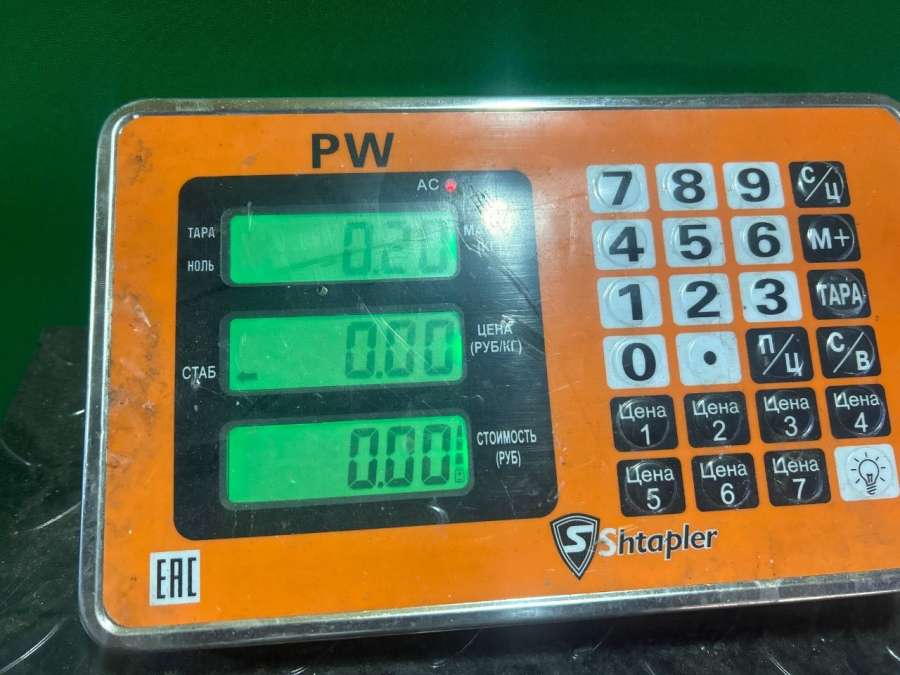 PW
AC
ТАРА
НОЛЬ
0.20
ЦЕНА
(РУБ/КГ)
СТАБ
0.00
СТОИМОСТЬ
(РУБ)
0.00
7 8 9 С/Ц
4 5 6 М+
1 2 3 ТАРА
0 . П/Ц С/В
Цена 1 Цена 2 Цена 3 Цена 4
Цена 5 Цена 6 Цена 7
S Shtapler
EAC